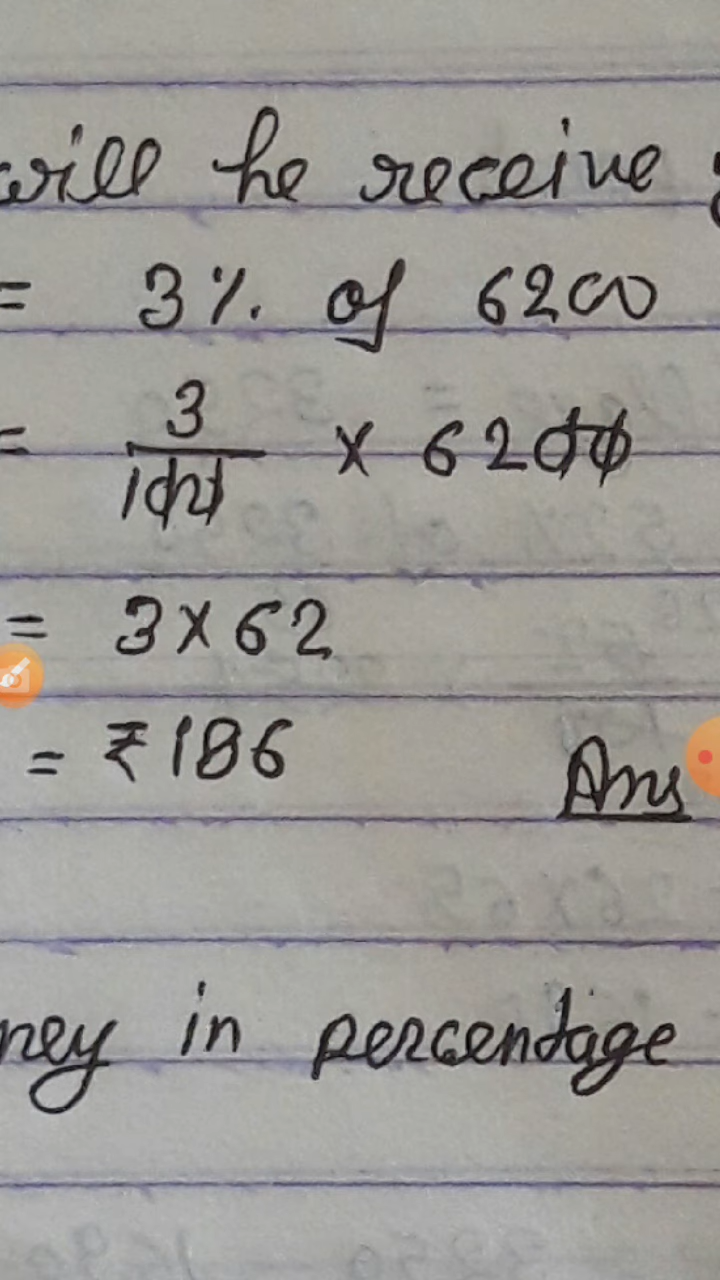 will he receive
= 3% of 6200
= 3/100 × 6200
= 3 × 62
= ₹186 Ans
ney in percentage